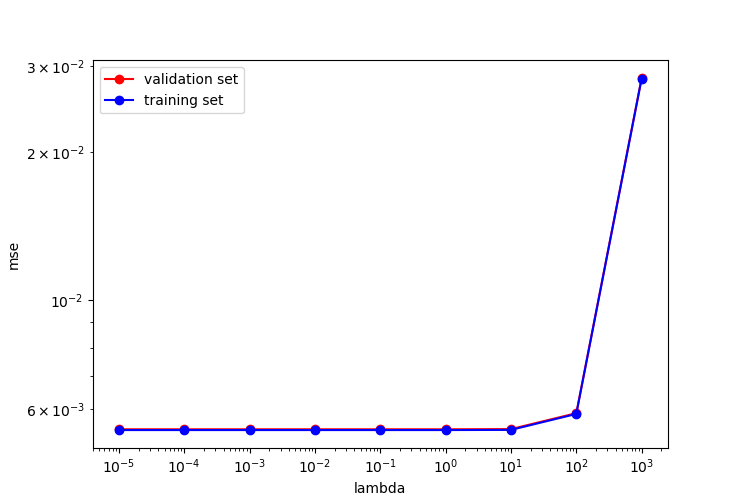 validation set
training set
3 × 10⁻²
2 × 10⁻²
10⁻²
6 × 10⁻³
mse
10⁻⁵ 10⁻⁴ 10⁻³ 10⁻² 10⁻¹ 10⁰ 10¹ 10² 10³
lambda